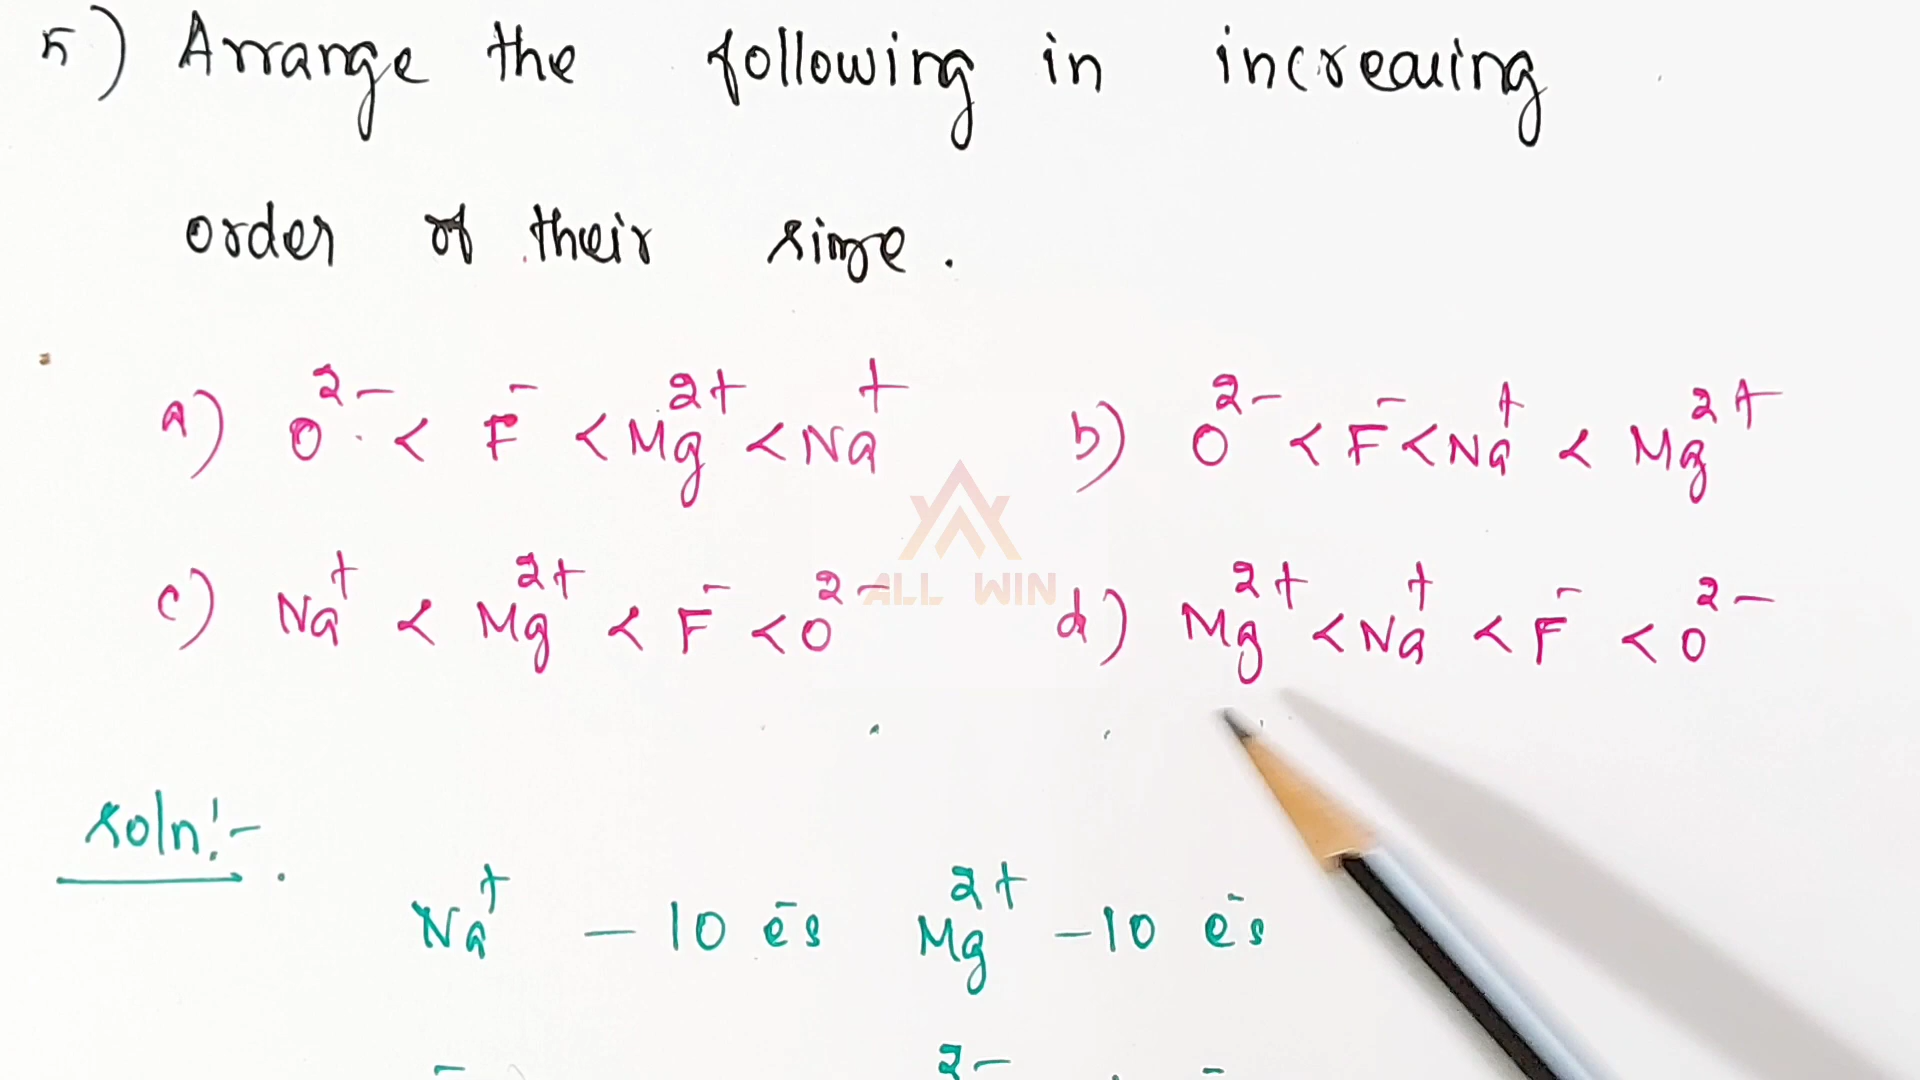 5) Arrange the following in increasing
order of their size.
a) O²⁻ < F⁻ < Mg²⁺ < Na⁺ b) O²⁻ < F⁻ < Na⁺ < Mg²⁺
ALL WIN
c) Na⁺ < Mg²⁺ < F⁻ < O²⁻ d) Mg²⁺ < Na⁺ < F⁻ < O²⁻
soln:-
Na⁺ – 10 e⁻s Mg²⁺ – 10 e⁻s